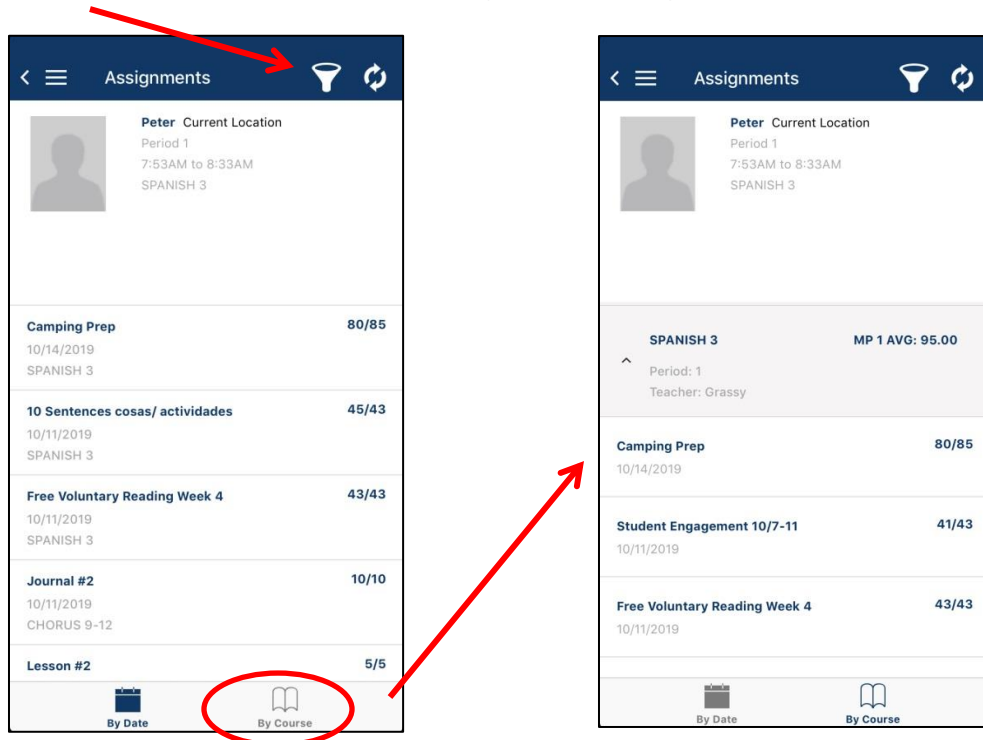 Assignments
Peter Current Location
Period 1
7:53AM to 8:33AM
SPANISH 3
Camping Prep 80/85
10/14/2019
SPANISH 3
10 Sentences cosas/ actividades 45/43
10/11/2019
SPANISH 3
Free Voluntary Reading Week 4 43/43
10/11/2019
SPANISH 3
Journal #2 10/10
10/11/2019
CHORUS 9-12
Lesson #2 5/5
By Date By Course
Assignments
Peter Current Location
Period 1
7:53AM to 8:33AM
SPANISH 3
SPANISH 3 MP 1 AVG: 95.00
Period: 1
Teacher: Grassy
Camping Prep 80/85
10/14/2019
Student Engagement 10/7-11 41/43
10/11/2019
Free Voluntary Reading Week 4 43/43
10/11/2019
By Date By Course